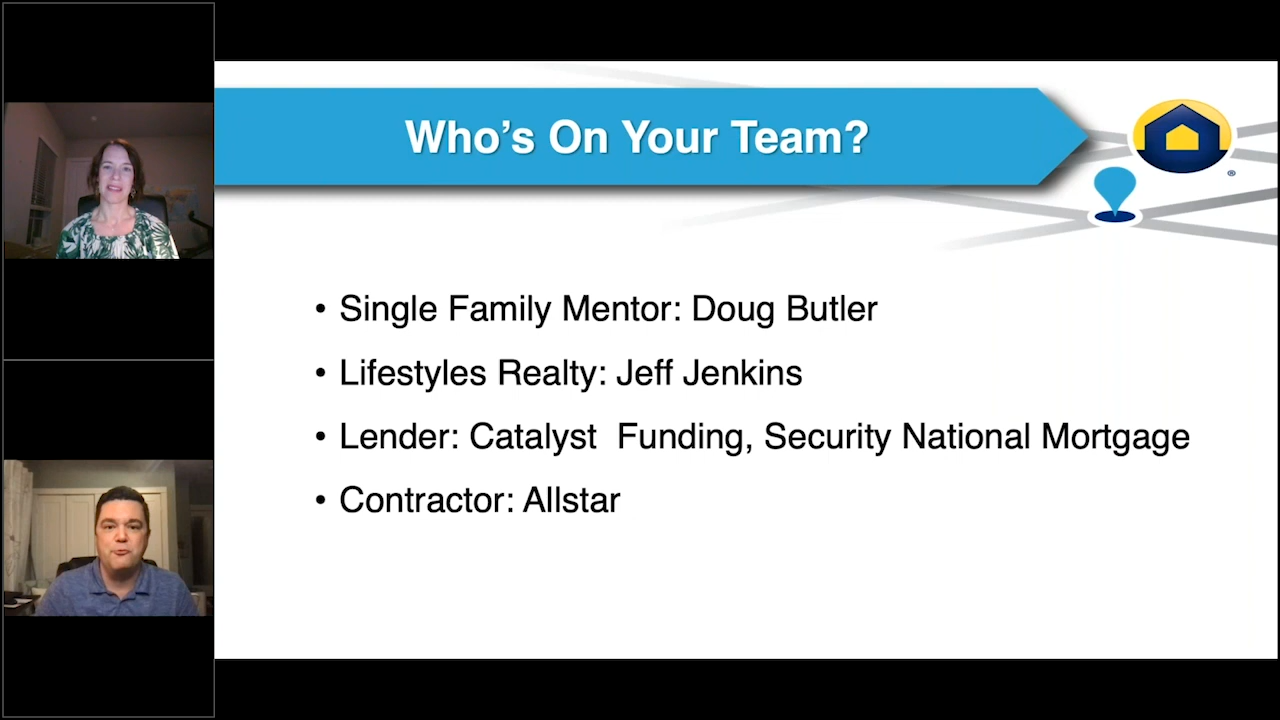 Who’s On Your Team?
®
• Single Family Mentor: Doug Butler
• Lifestyles Realty: Jeff Jenkins
• Lender: Catalyst  Funding, Security National Mortgage
• Contractor: Allstar